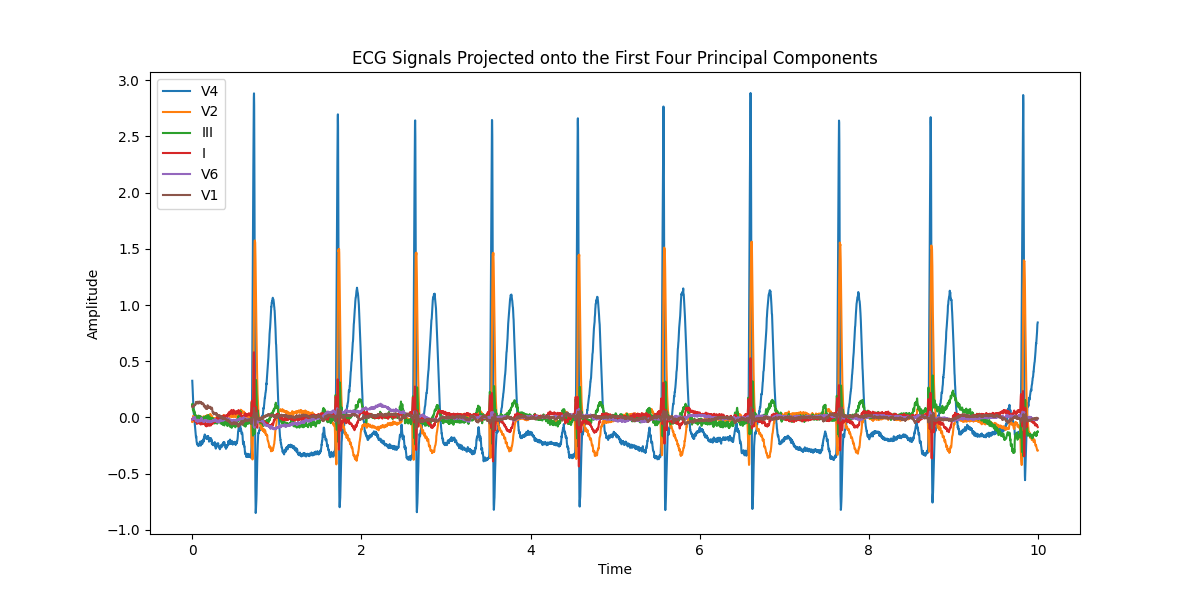 ECG Signals Projected onto the First Four Principal Components
V4
V2
III
I
V6
V1
Amplitude
3.0
2.5
2.0
1.5
1.0
0.5
0.0
−0.5
−1.0
0 2 4 6 8 10
Time